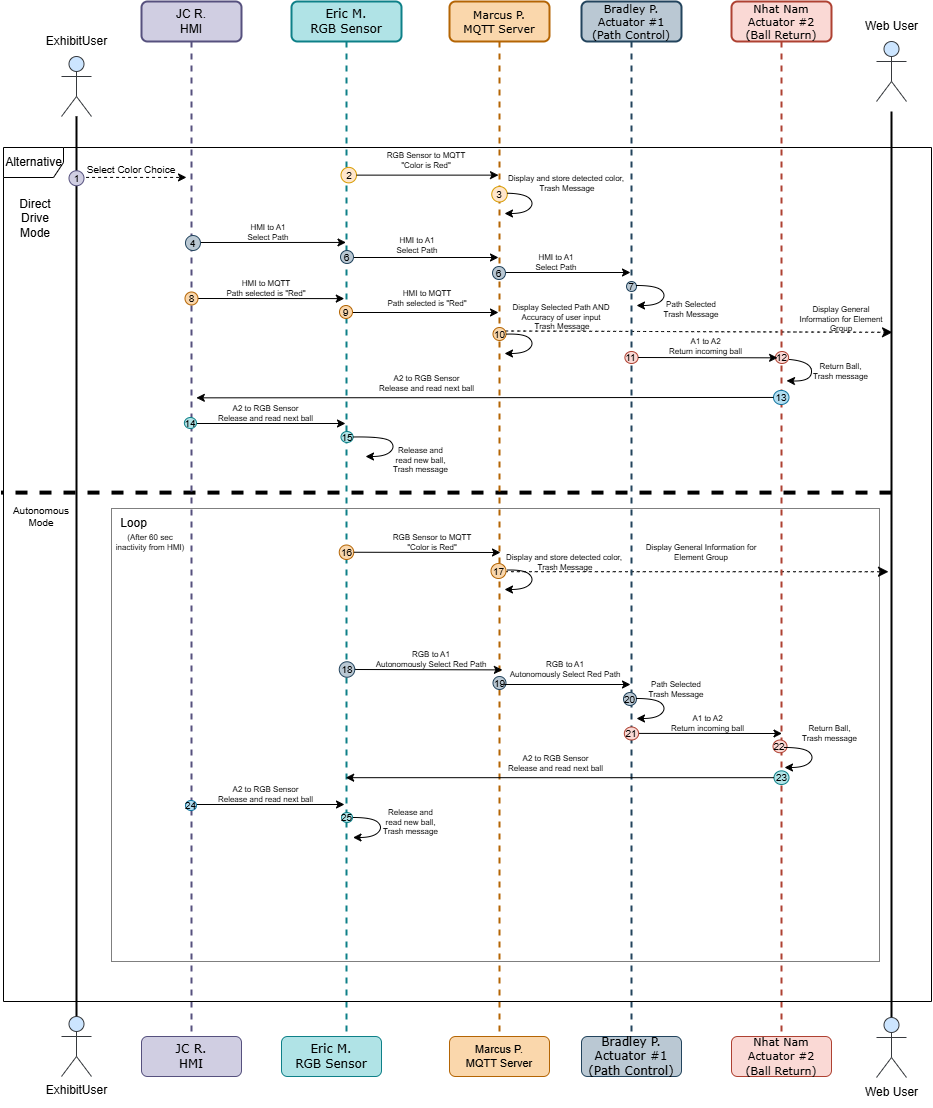 JC R.
HMI
Eric M.
RGB Sensor
Marcus P.
MQTT Server
Bradley P.
Actuator #1
(Path Control)
Nhat Nam
Actuator #2
(Ball Return)
ExhibitUser
Web User
Alternative
Direct
Drive
Mode
1
Select Color Choice
RGB Sensor to MQTT
"Color is Red"
2
Display and store detected color,
Trash Message
3
HMI to A1
Select Path
4
HMI to A1
Select Path
6
HMI to A1
Select Path
6
7
Path Selected
Trash Message
HMI to MQTT
Path selected is "Red"
8
HMI to MQTT
Path selected is "Red"
9
Display Selected Path AND
Accuracy of user input
Trash Message
10
Display General
Information for Element
Group
A1 to A2
Return incoming ball
11
12
Return Ball,
Trash message
A2 to RGB Sensor
Release and read next ball
13
A2 to RGB Sensor
Release and read next ball
14
15
Release and
read new ball,
Trash message
Autonomous
Mode
Loop
(After 60 sec
inactivity from HMI)
RGB Sensor to MQTT
"Color is Red"
16
Display and store detected color,
Trash Message
17
Display General Information for
Element Group
RGB to A1
Autonomously Select Red Path
18
RGB to A1
Autonomously Select Red Path
19
Path Selected
Trash Message
20
A1 to A2
Return incoming ball
21
Return Ball,
Trash message
22
A2 to RGB Sensor
Release and read next ball
23
A2 to RGB Sensor
Release and read next ball
24
25
Release and
read new ball,
Trash message
JC R.
HMI
Eric M.
RGB Sensor
Marcus P.
MQTT Server
Bradley P.
Actuator #1
(Path Control)
Nhat Nam
Actuator #2
(Ball Return)
ExhibitUser
Web User